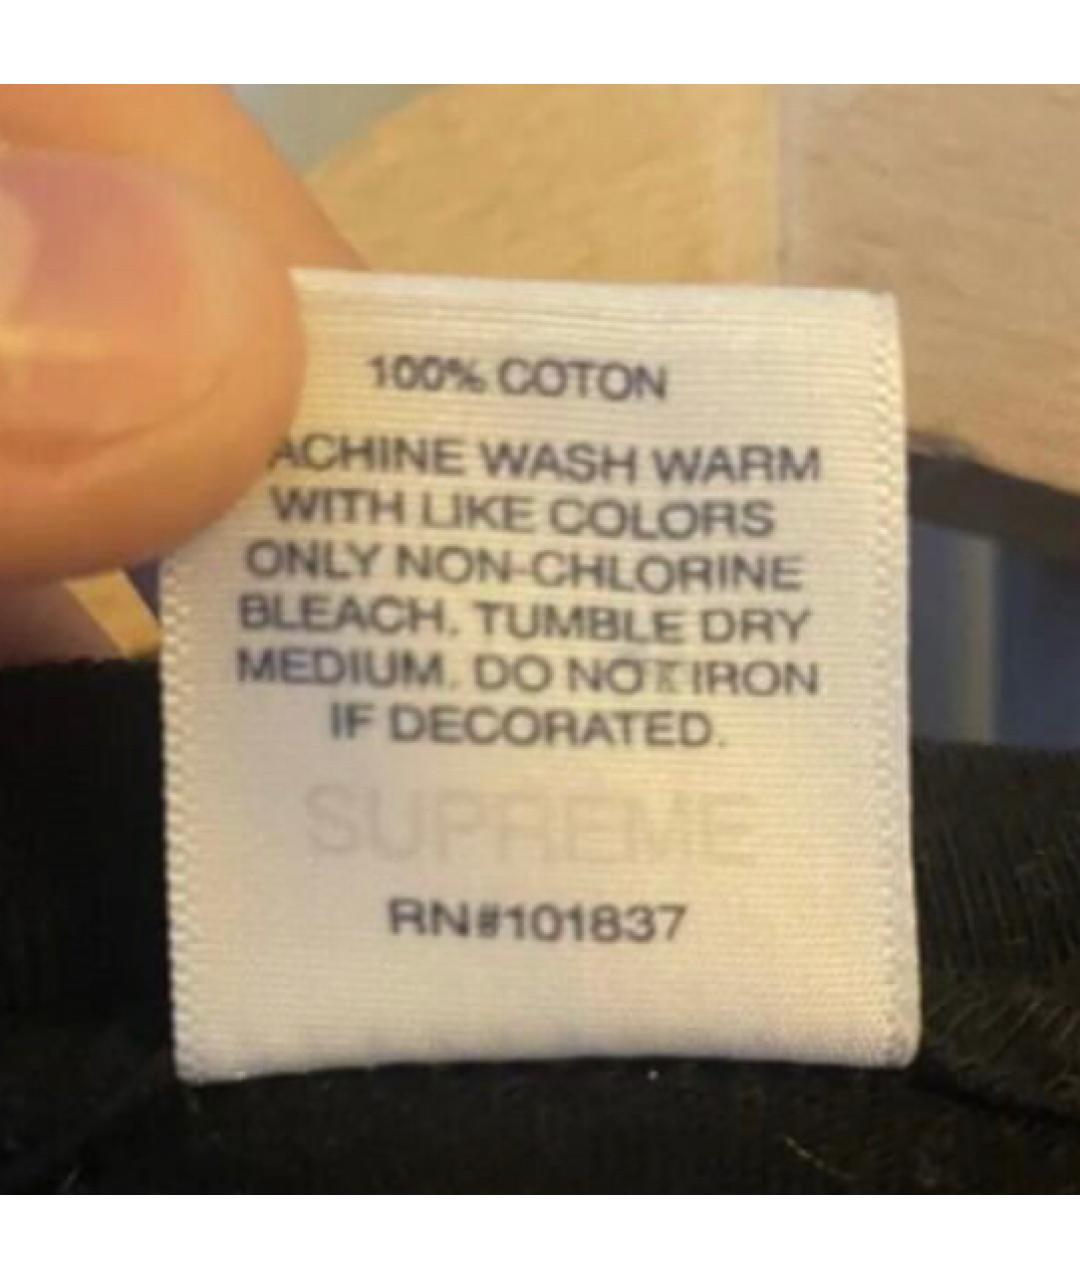 100% COTON
ACHINE WASH WARM
WITH LIKE COLORS
ONLY NON-CHLORINE
BLEACH. TUMBLE DRY
MEDIUM. DO NOT IRON
IF DECORATED.
SUPREME
RN#101837